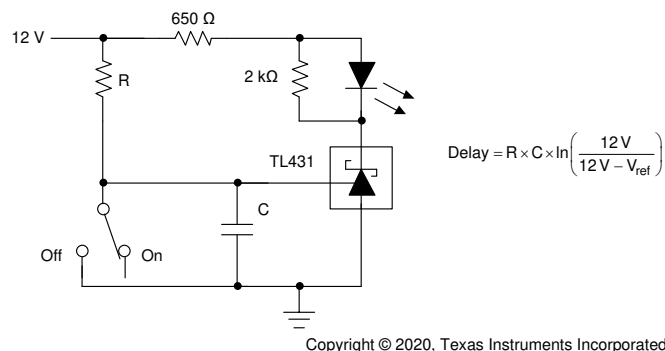 650 Ω
12 V
R
2 kΩ
TL431
Delay = R × C × ln(12 V / (12 V – Vref))
C
Off
On
Copyright © 2020, Texas Instruments Incorporated